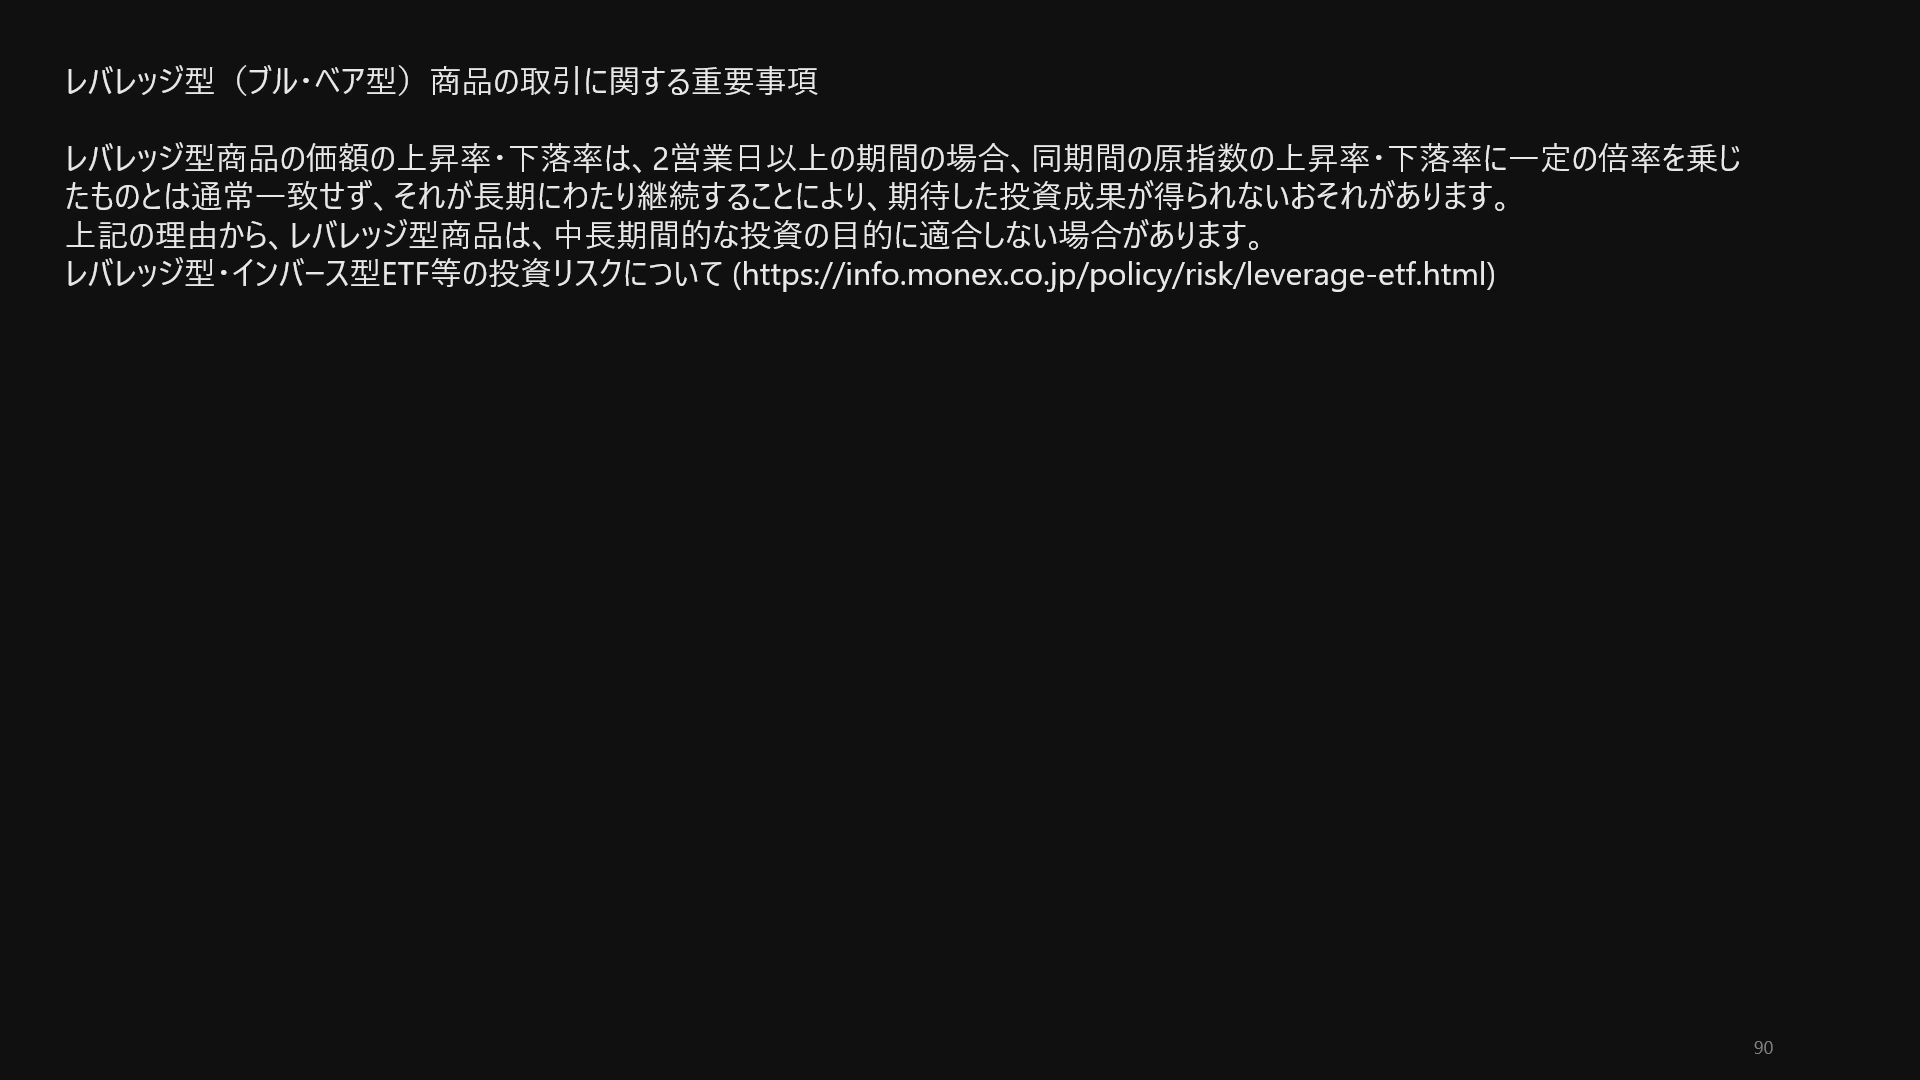 レバレッジ型（ブル・ベア型）商品の取引に関する重要事項
レバレッジ型商品の価額の上昇率・下落率は、2営業日以上の期間の場合、同期間の原指数の上昇率・下落率に一定の倍率を乗じ
たものとは通常一致せず、それが長期にわたり継続することにより、期待した投資成果が得られないおそれがあります。
上記の理由から、レバレッジ型商品は、中長期間的な投資の目的に適合しない場合があります。
レバレッジ型・インバース型ETF等の投資リスクについて (https://info.monex.co.jp/policy/risk/leverage-etf.html)
90